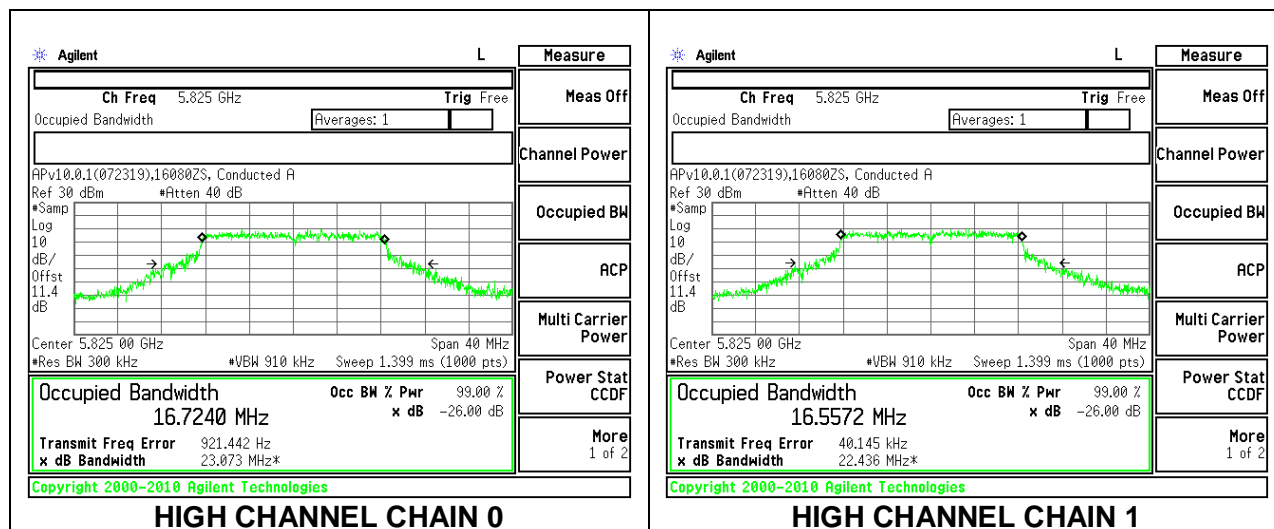 Agilent L Measure
Ch Freq 5.825 GHz Trig Free
Meas Off
Occupied Bandwidth Averages: 1
Channel Power
APv10.0.1(072319),16080ZS, Conducted A
Ref 30 dBm #Atten 40 dB
#Samp
Log
10
dB/
Offst
11.4
dB
Occupied BW
ACP
Multi Carrier
Power
Center 5.825 00 GHz Span 40 MHz
#Res BW 300 kHz #VBW 910 kHz Sweep 1.399 ms (1000 pts)
Power Stat
CCDF
Occupied Bandwidth Occ BW % Pwr 99.00 %
16.7240 MHz x dB -26.00 dB
Transmit Freq Error 921.442 Hz
x dB Bandwidth 23.073 MHz*
More
1 of 2
Copyright 2000-2010 Agilent Technologies
HIGH CHANNEL CHAIN 0
Agilent L Measure
Ch Freq 5.825 GHz Trig Free
Meas Off
Occupied Bandwidth Averages: 1
Channel Power
APv10.0.1(072319),16080ZS, Conducted A
Ref 30 dBm #Atten 40 dB
#Samp
Log
10
dB/
Offst
11.4
dB
Occupied BW
ACP
Multi Carrier
Power
Center 5.825 00 GHz Span 40 MHz
#Res BW 300 kHz #VBW 910 kHz Sweep 1.399 ms (1000 pts)
Power Stat
CCDF
Occupied Bandwidth Occ BW % Pwr 99.00 %
16.5572 MHz x dB -26.00 dB
Transmit Freq Error 40.145 kHz
x dB Bandwidth 22.436 MHz*
More
1 of 2
Copyright 2000-2010 Agilent Technologies
HIGH CHANNEL CHAIN 1